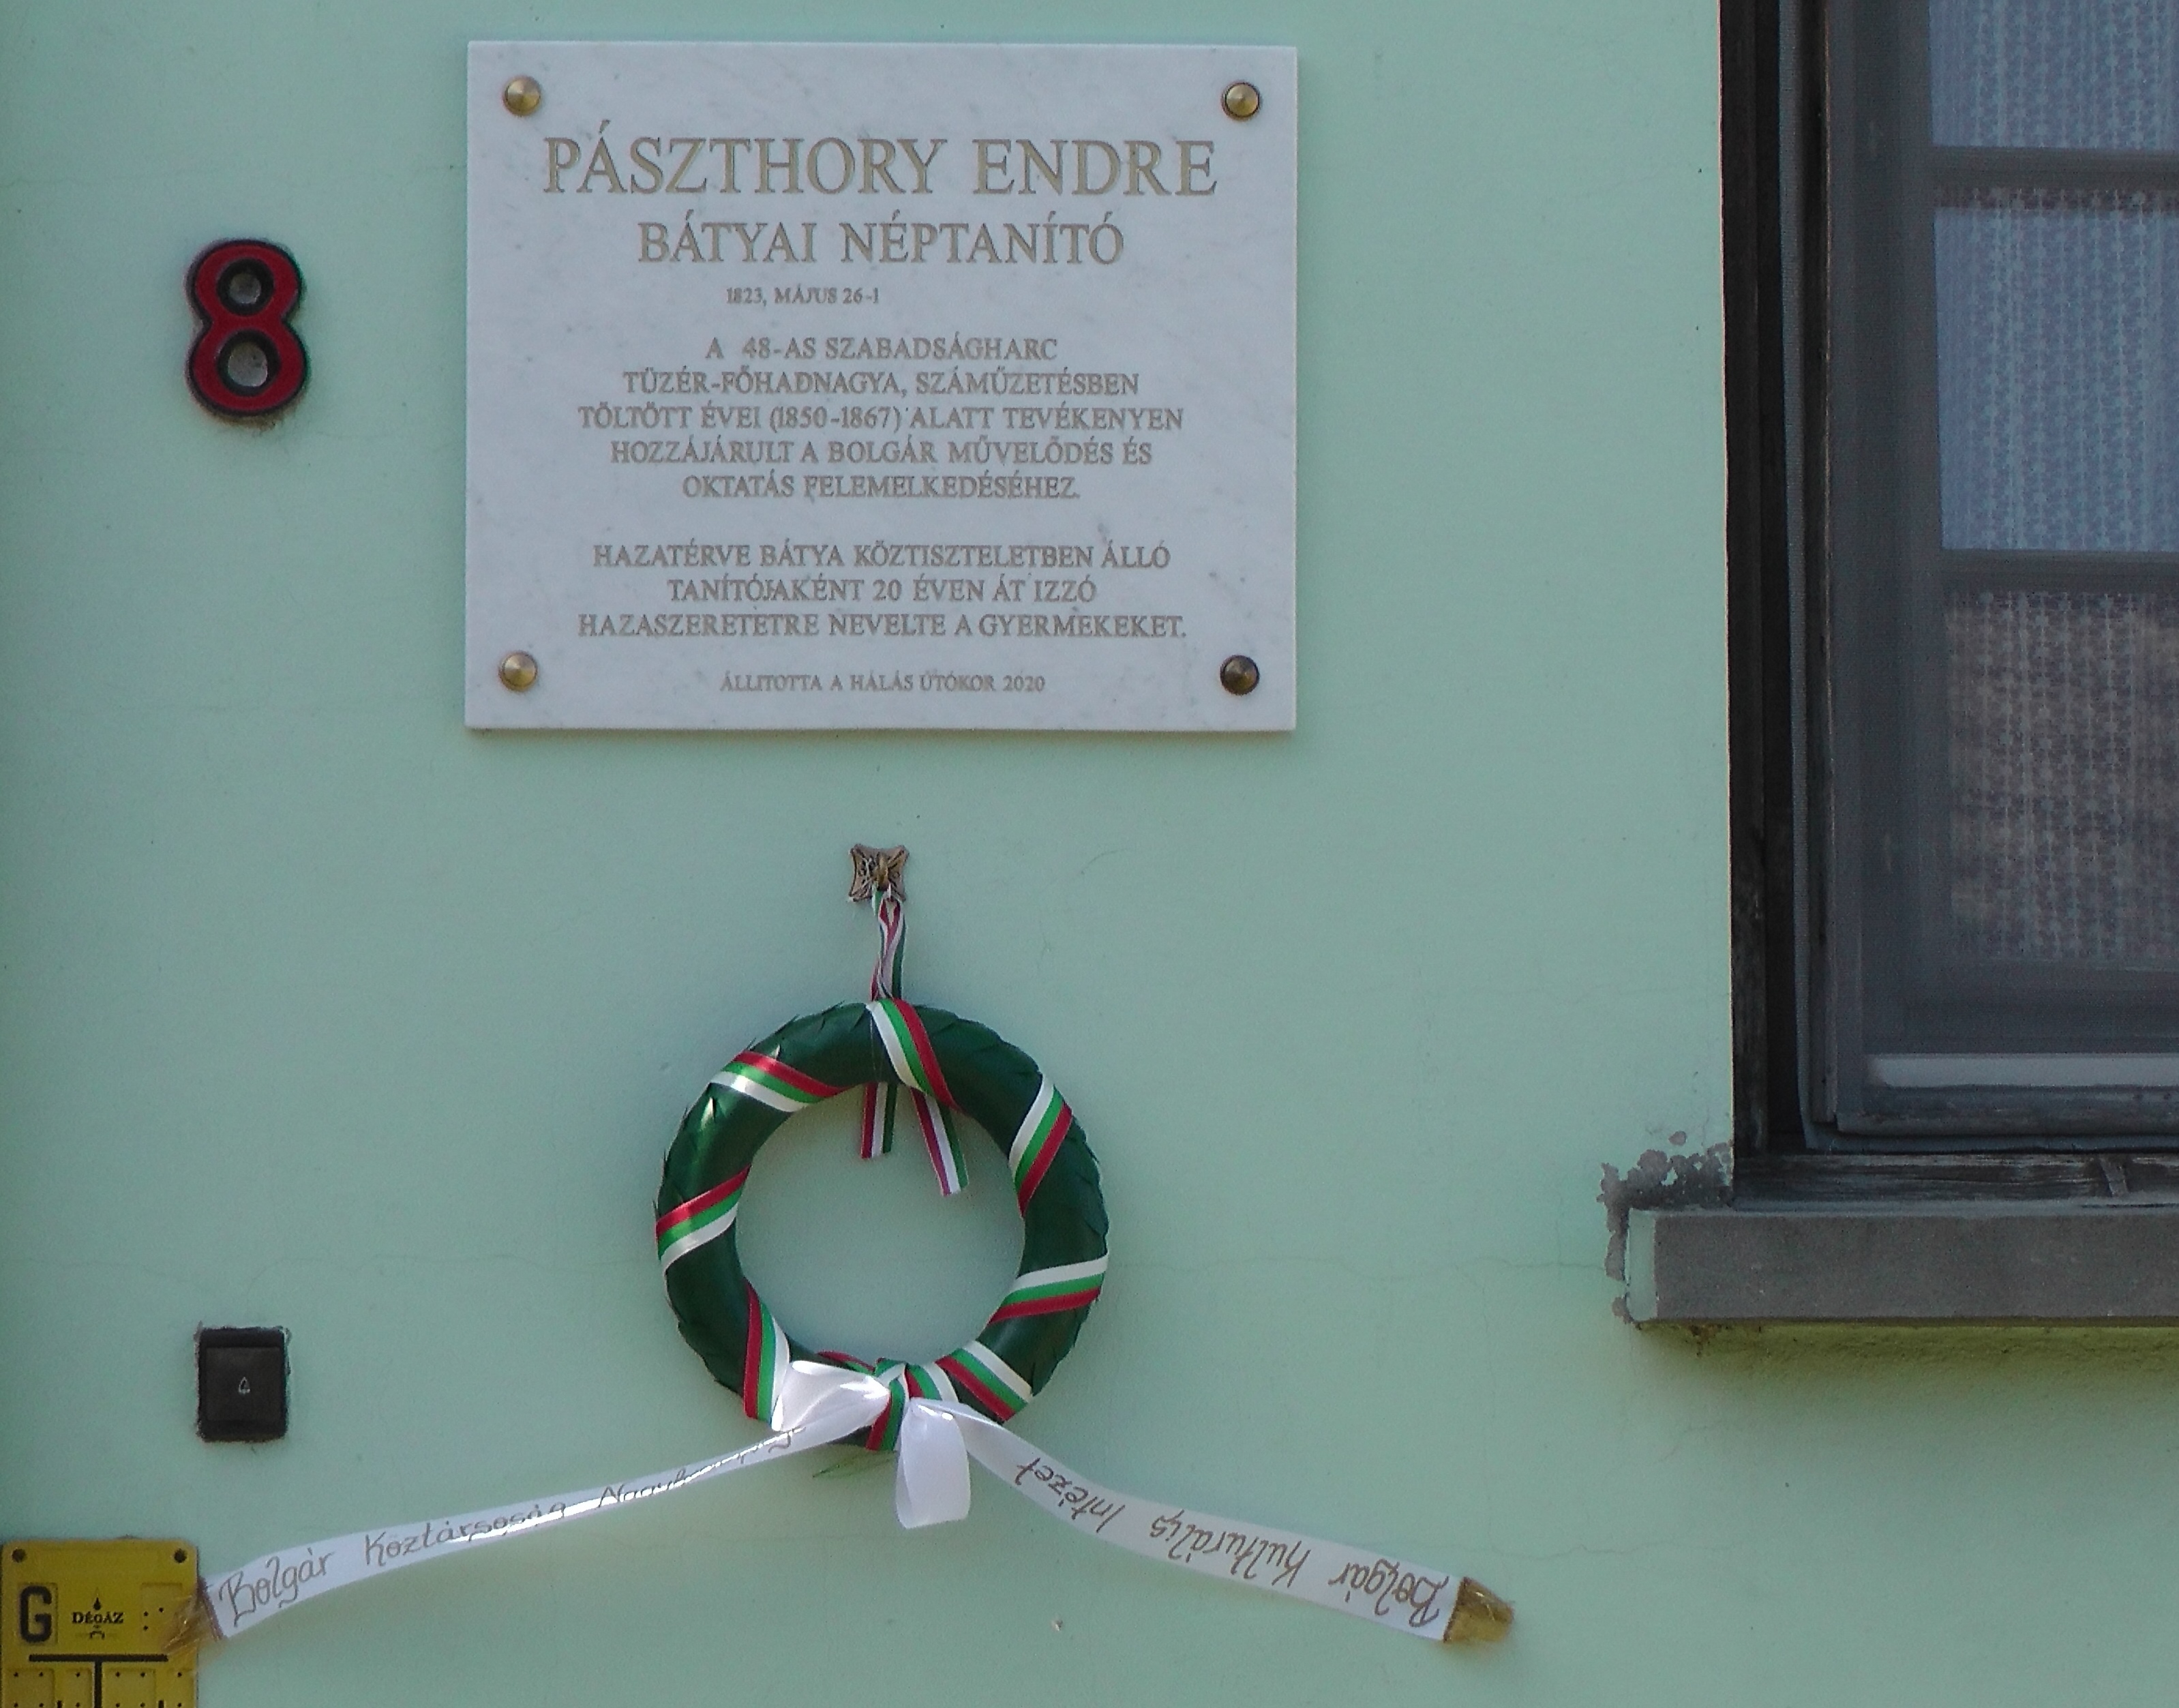 PÁSZTHORY ENDRE
BÁTYAI NÉPTANÍTÓ
1823, MÁJUS 26-1
A 48-AS SZABADSÁGHARC
TÜZÉR-FŐHADNAGYA, SZÁMŰZETÉSBEN
TÖLTÖTT ÉVEI (1850-1867) ALATT TEVÉKENYEN
HOZZÁJÁRULT A BOLGÁR MŰVELŐDÉS ÉS
OKTATÁS FELEMELKEDÉSÉHEZ.
HAZATÉRVE BÁTYA KÖZTISZTELETBEN ÁLLÓ
TANÍTÓJAKÉNT 20 ÉVEN ÁT IZZÓ
HAZASZERETETRE NEVELTE A GYERMEKEKET.
ÁLLITOTTA A HÁLÁS ÚTÓKOR 2020
8
Bolgár Köztársaság
Bolgár Kulturális Intézet
G DÉGÁZ